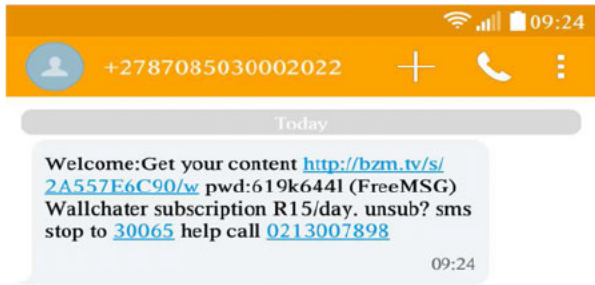 09:24
+2787085030002022
Today
Welcome:Get your content http://bzm.tv/s/
2A557E6C90/w pwd:619k644l (FreeMSG)
Wallchater subscription R15/day. unsub? sms
stop to 30065 help call 0213007898
09:24